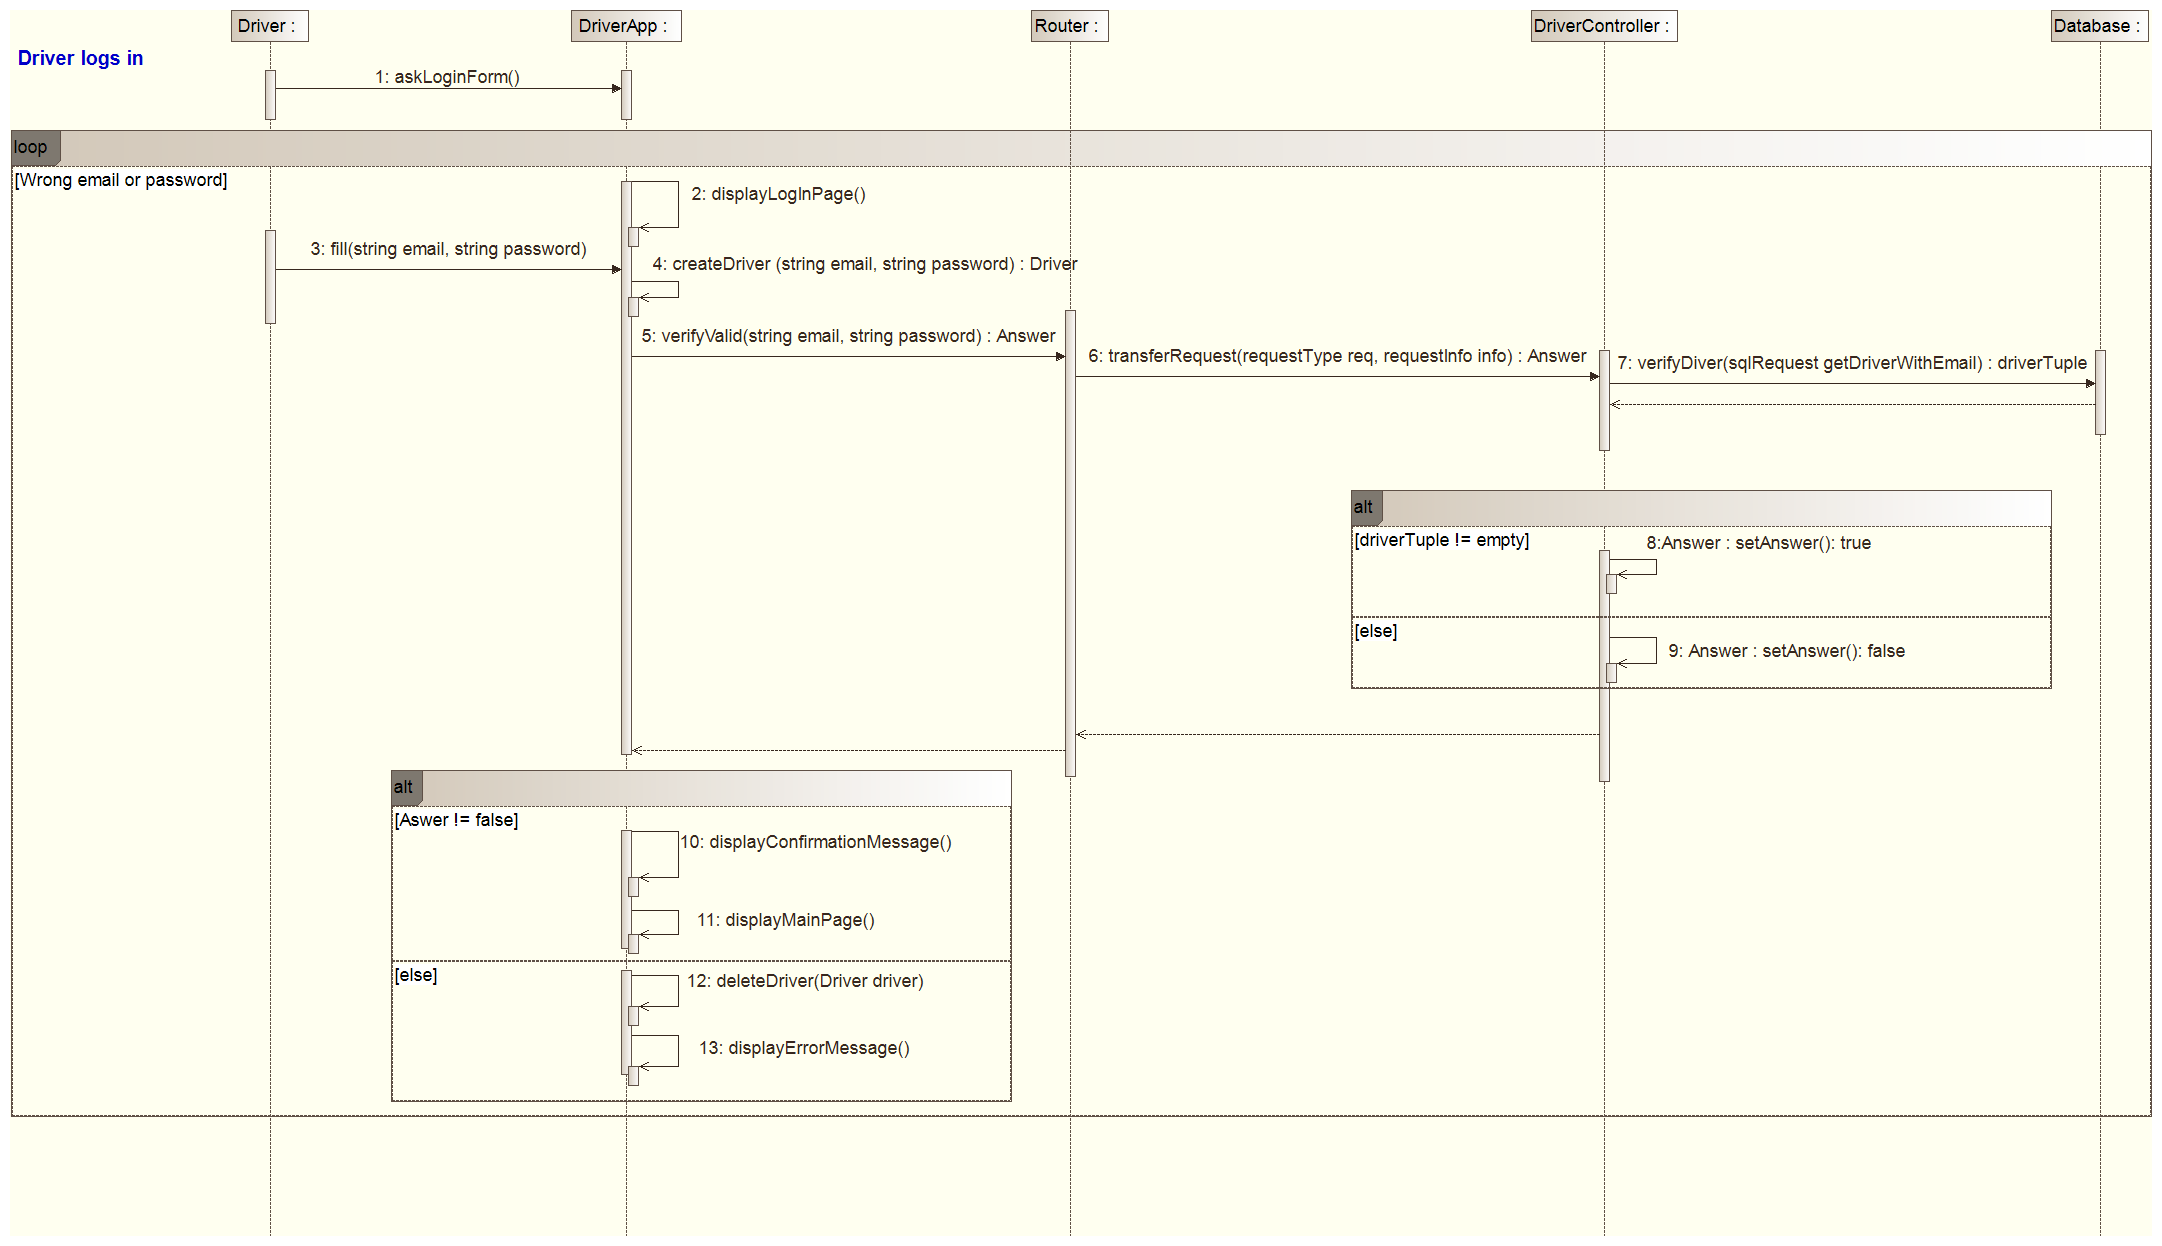 Driver :
DriverApp :
Router :
DriverController :
Database :
Driver logs in
1: askLoginForm()
loop
[Wrong email or password]
2: displayLogInPage()
3: fill(string email, string password)
4: createDriver (string email, string password) : Driver
5: verifyValid(string email, string password) : Answer
6: transferRequest(requestType req, requestInfo info) : Answer
7: verifyDiver(sqlRequest getDriverWithEmail) : driverTuple
alt
[driverTuple != empty]
8:Answer : setAnswer(): true
[else]
9: Answer : setAnswer(): false
alt
[Aswer != false]
10: displayConfirmationMessage()
11: displayMainPage()
[else]
12: deleteDriver(Driver driver)
13: displayErrorMessage()